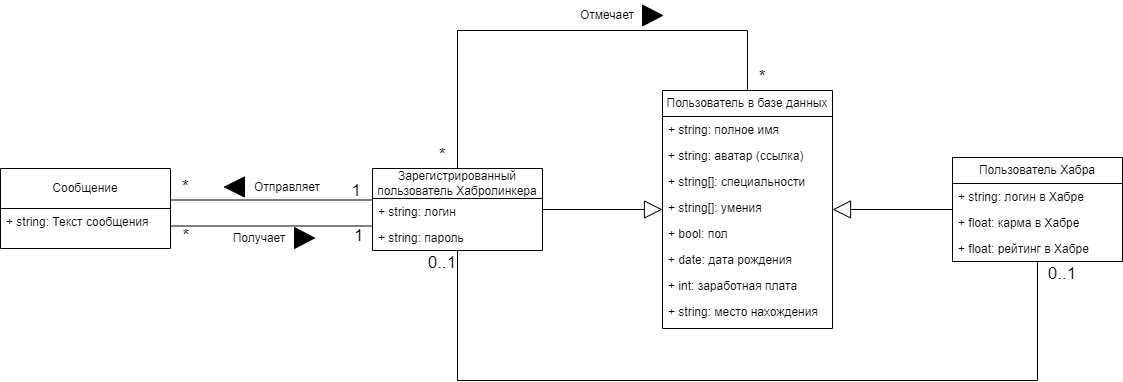 Отмечает
*
*
Сообщение
+ string: Текст сообщения
*
Отправляет
1
*
Получает
1
Зарегистрированный
пользователь Хабролинкера
+ string: логин
+ string: пароль
0..1
Пользователь в базе данных
+ string: полное имя
+ string: аватар (ссылка)
+ string[]: специальности
+ string[]: умения
+ bool: пол
+ date: дата рождения
+ int: заработная плата
+ string: место нахождения
Пользователь Хабра
+ string: логин в Хабре
+ float: карма в Хабре
+ float: рейтинг в Хабре
0..1